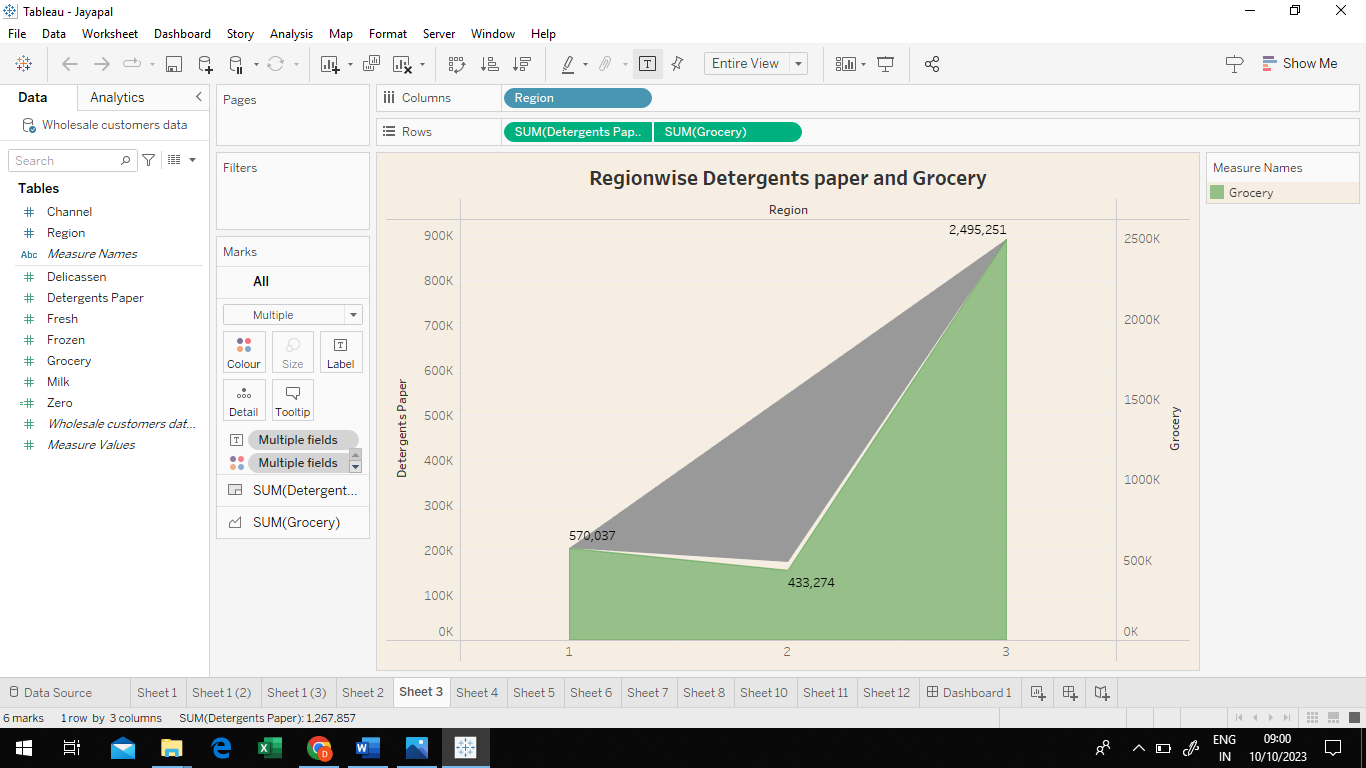 Tableau - Jayapal
File Data Worksheet Dashboard Story Analysis Map Format Server Window Help
Entire View
Show Me
Data Analytics
Wholesale customers data
Search
Tables
Channel
Region
Abc Measure Names
Delicassen
Detergents Paper
Fresh
Frozen
Grocery
Milk
Zero
Wholesale customers dat...
Measure Values
Pages
Filters
Marks
All
Multiple
Colour Size Label
Detail Tooltip
Multiple fields
Multiple fields
SUM(Detergent...
SUM(Grocery)
Columns Region
Rows SUM(Detergents Pap.. SUM(Grocery)
Regionwise Detergents paper and Grocery
Region
Detergents Paper
900K
800K
700K
600K
500K
400K
300K
200K
100K
0K
2,495,251
570,037
433,274
1 2 3
2500K
2000K
1500K
1000K
500K
0K
Grocery
Measure Names
Grocery
Data Source Sheet 1 Sheet 1 (2) Sheet 1 (3) Sheet 2 Sheet 3 Sheet 4 Sheet 5 Sheet 6 Sheet 7 Sheet 8 Sheet 10 Sheet 11 Sheet 12 Dashboard 1
6 marks 1 row by 3 columns SUM(Detergents Paper): 1,267,857
ENG
IN
09:00
10/10/2023